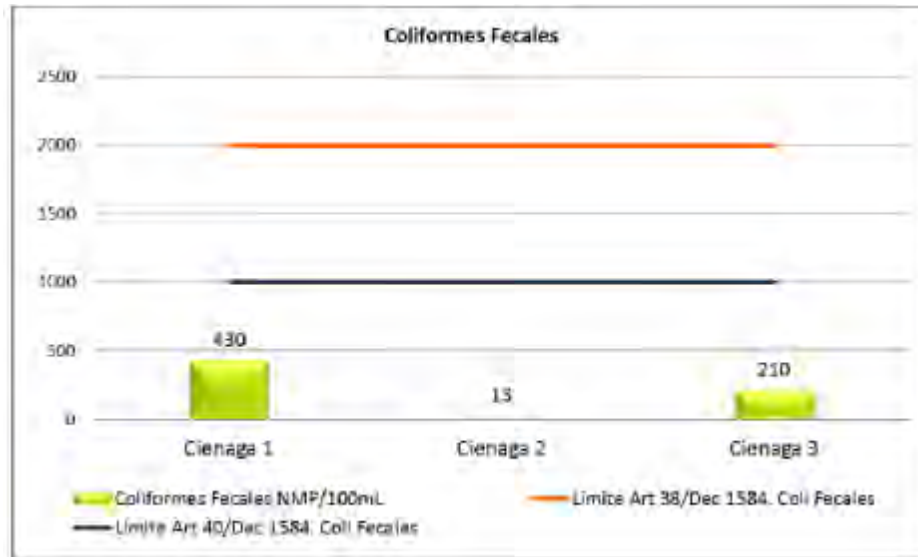 Coliformes Fecales
2500
2000
1500
1000
500
0
430
13
210
Cienaga 1 Cienaga 2 Cienaga 3
Coliformes Fecales NMP/100mL Limite Art 38/Dec 1584. Coli Fecales
Limite Art 40/Dec 1584. Coli Fecales